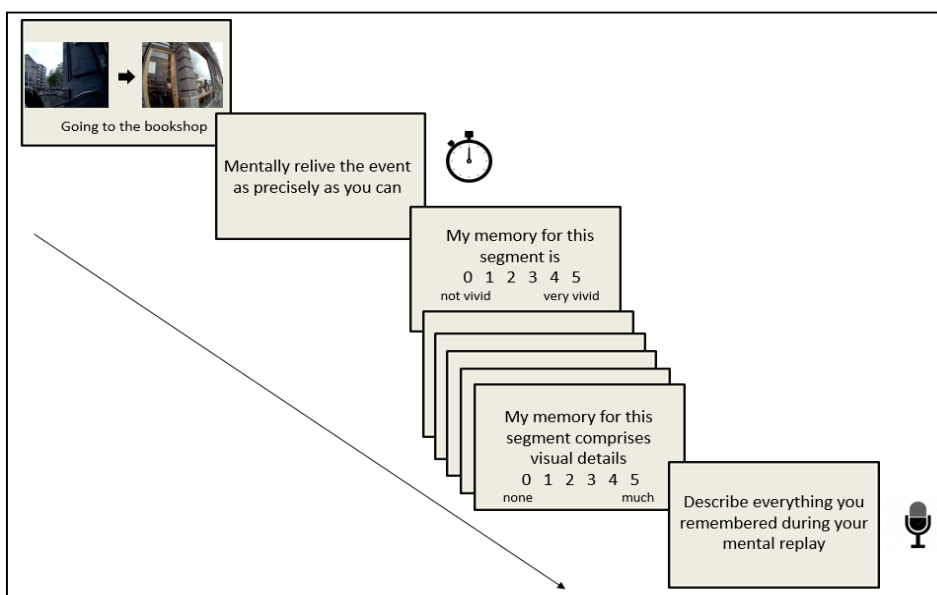 Going to the bookshop
Mentally relive the event
as precisely as you can
My memory for this
segment is
0 1 2 3 4 5
not vivid very vivid
My memory for this
segment comprises
visual details
0 1 2 3 4 5
none much
Describe everything you
remembered during your
mental replay